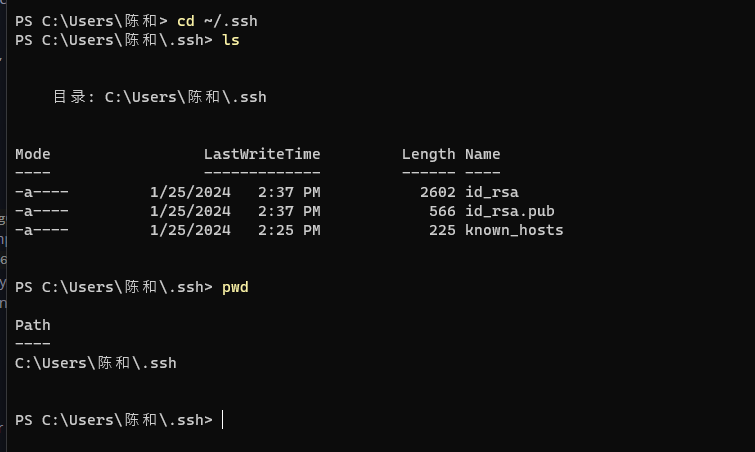 PS C:\Users\陈和> cd ~/.ssh
PS C:\Users\陈和\.ssh> ls
目录: C:\Users\陈和\.ssh
Mode                 LastWriteTime         Length Name
----                 -------------         ------ ----
-a----         1/25/2024   2:37 PM           2602 id_rsa
-a----         1/25/2024   2:37 PM            566 id_rsa.pub
-a----         1/25/2024   2:25 PM            225 known_hosts
PS C:\Users\陈和\.ssh> pwd
Path
----
C:\Users\陈和\.ssh
PS C:\Users\陈和\.ssh>